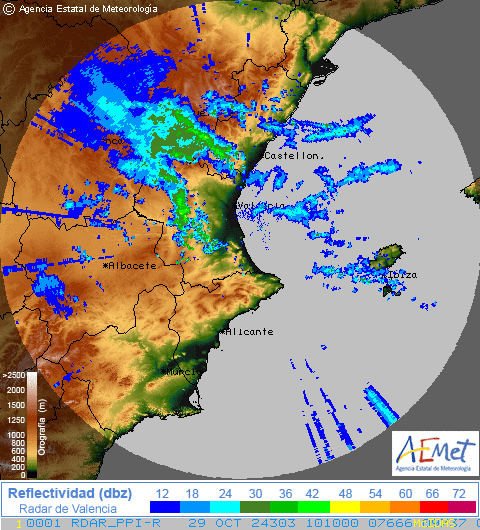 © Agencia Estatal de Meteorología
Castellon.
Valencia
*Albacete
Ibiza
*Alicante
*Murcia
>2500
2000
1500
1250
1000
800
600
400
200
0
Orografía (m)
AEMet
Agencia Estatal de Meteorología
Reflectividad (dbz)
Radar de Valencia
12 18 24 30 36 42 48 54 60 66 72
1 0001 RDAR_PPI-R 29 OCT 24303 101000